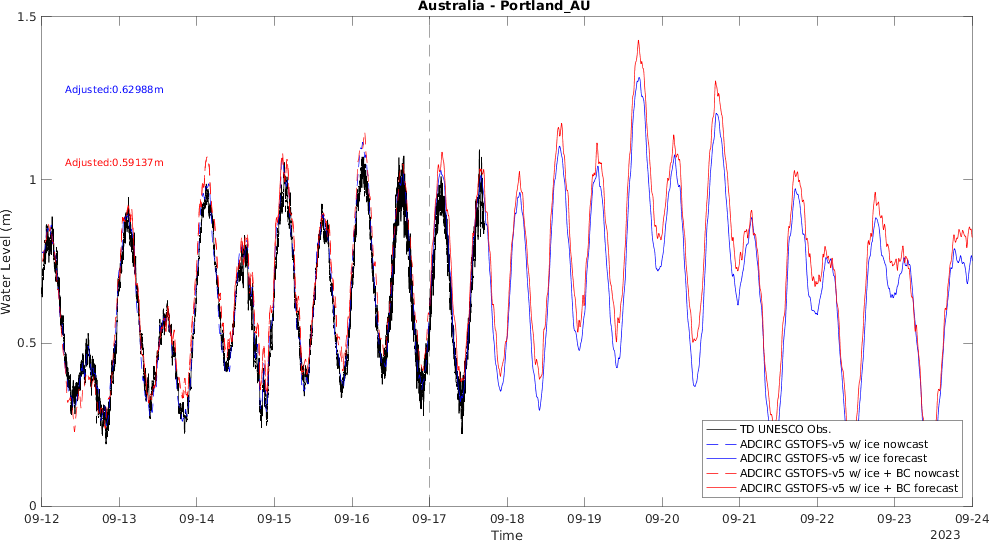 Australia - Portland_AU
1.5
Adjusted:0.62988m
Adjusted:0.59137m
1
Water Level (m)
0.5
TD UNESCO Obs.
ADCIRC GSTOFS-v5 w/ ice nowcast
ADCIRC GSTOFS-v5 w/ ice forecast
ADCIRC GSTOFS-v5 w/ ice + BC nowcast
ADCIRC GSTOFS-v5 w/ ice + BC forecast
0
09-12 09-13 09-14 09-15 09-16 09-17 09-18 09-19 09-20 09-21 09-22 09-23 09-24
Time
2023